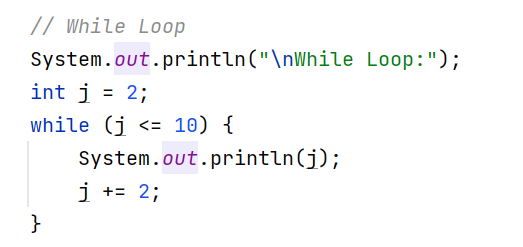 // While Loop
System.out.println("\nWhile Loop:");
int j = 2;
while (j <= 10) {
    System.out.println(j);
    j += 2;
}